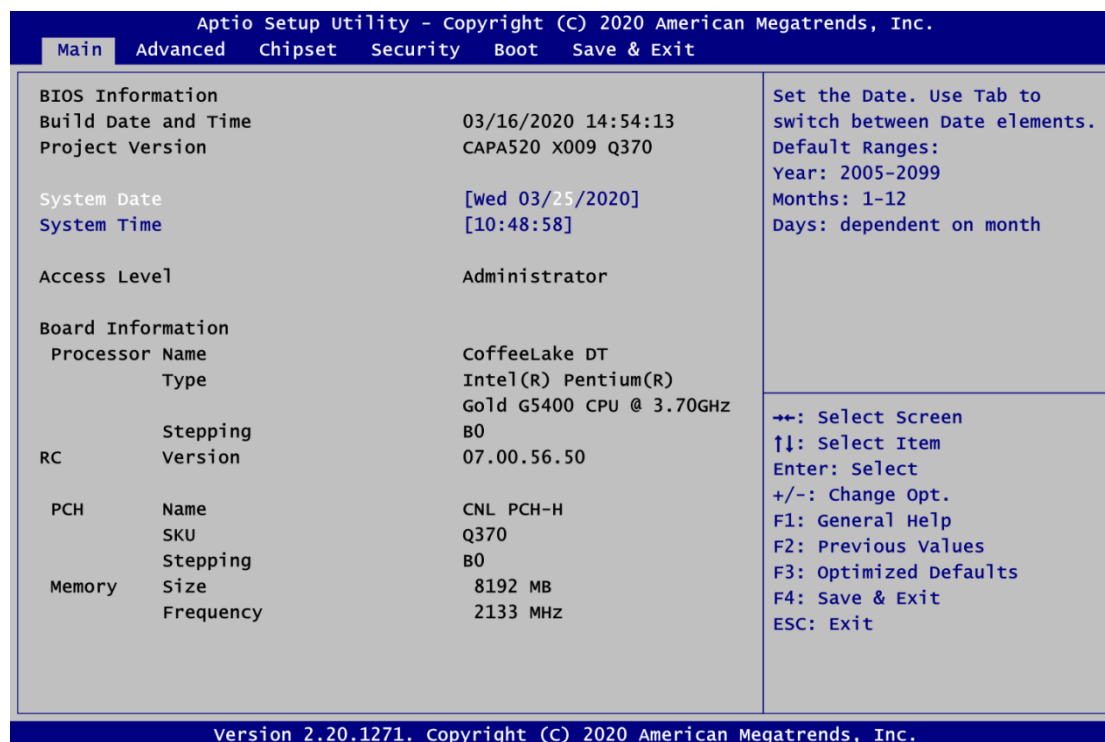 Aptio Setup Utility - Copyright (C) 2020 American Megatrends, Inc.
Main Advanced Chipset Security Boot Save & Exit
BIOS Information
Build Date and Time 03/16/2020 14:54:13
Project Version CAPA520 X009 Q370
System Date [Wed 03/25/2020]
System Time [10:48:58]
Access Level Administrator
Board Information
Processor Name CoffeeLake DT
Type Intel(R) Pentium(R)
Gold G5400 CPU @ 3.70GHz
Stepping B0
RC Version 07.00.56.50
PCH Name CNL PCH-H
SKU Q370
Stepping B0
Memory Size 8192 MB
Frequency 2133 MHz
Set the Date. Use Tab to
switch between Date elements.
Default Ranges:
Year: 2005-2099
Months: 1-12
Days: dependent on month
→←: Select Screen
↑↓: Select Item
Enter: Select
+/-: Change Opt.
F1: General Help
F2: Previous Values
F3: Optimized Defaults
F4: Save & Exit
ESC: Exit
Version 2.20.1271. Copyright (C) 2020 American Megatrends, Inc.